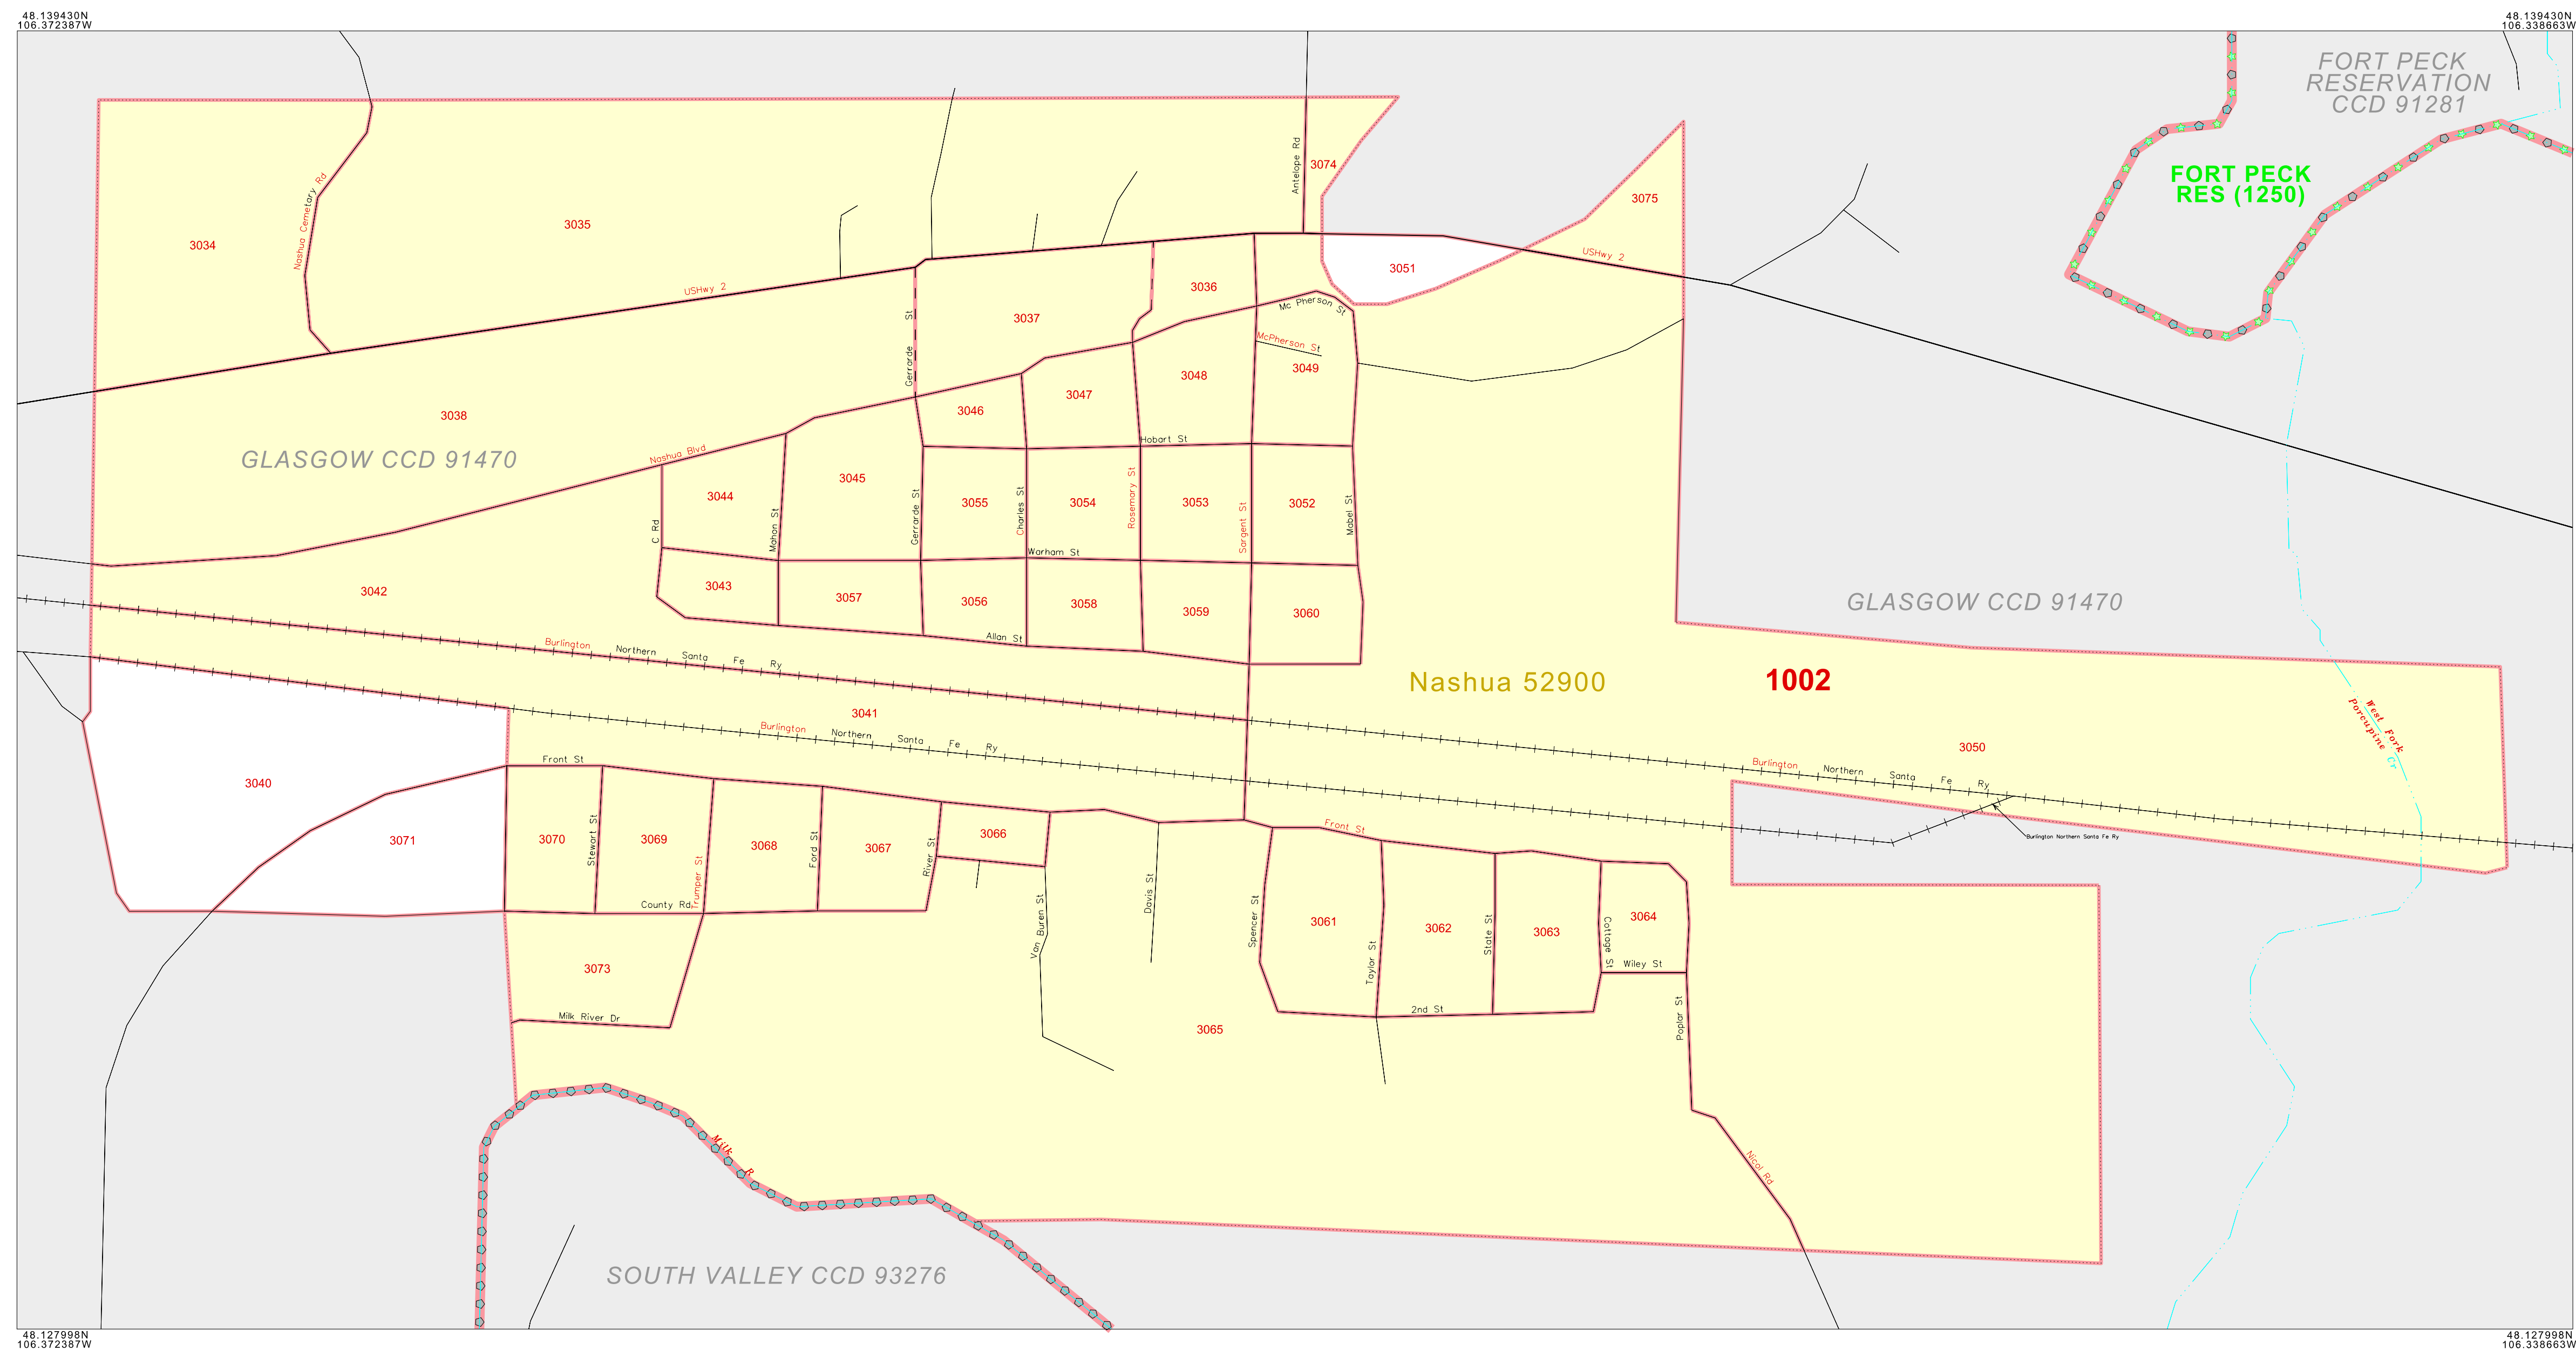 48.139430N
106.372387W
48.139430N
106.338663W
FORT PECK
RESERVATION
CCD 91281
FORT PECK
RES (1250)
Antelope Rd
3074
3075
Nashua Cemetary Rd
3034
3035
USHwy 2
USHwy 2
3051
3036
3037
Mc Pherson St
McPherson St
Gerrarde St
3038
3046
3047
3048
3049
GLASGOW CCD 91470
Nashua Blvd
Hobart St
3044
3045
3055
3054
3053
3052
C Rd
Mahon St
Gerrarde St
Charles St
Rosemary St
Sargent St
Mabel St
Warham St
3042
3043
3057
3056
3058
3059
3060
Allan St
GLASGOW CCD 91470
Burlington Northern Santa Fe Ry
Nashua 52900
1002
3041
Burlington Northern Santa Fe Ry
3050
West Fork
Porcupine Cr
Burlington Northern Santa Fe Ry
Burlington Northern Santa Fe Ry
3040
Front St
3071
3070
Stewart St
3069
Trumper St
3068
Ford St
3067
River St
3066
Front St
County Rd
Van Buren St
Davis St
Spencer St
3061
Taylor St
3062
State St
3063
Cottage St
3064
Wiley St
3073
Milk River Dr
2nd St
Poplar St
3065
Milk R
Nicol Rd
SOUTH VALLEY CCD 93276
48.127998N
106.372387W
48.127998N
106.338663W